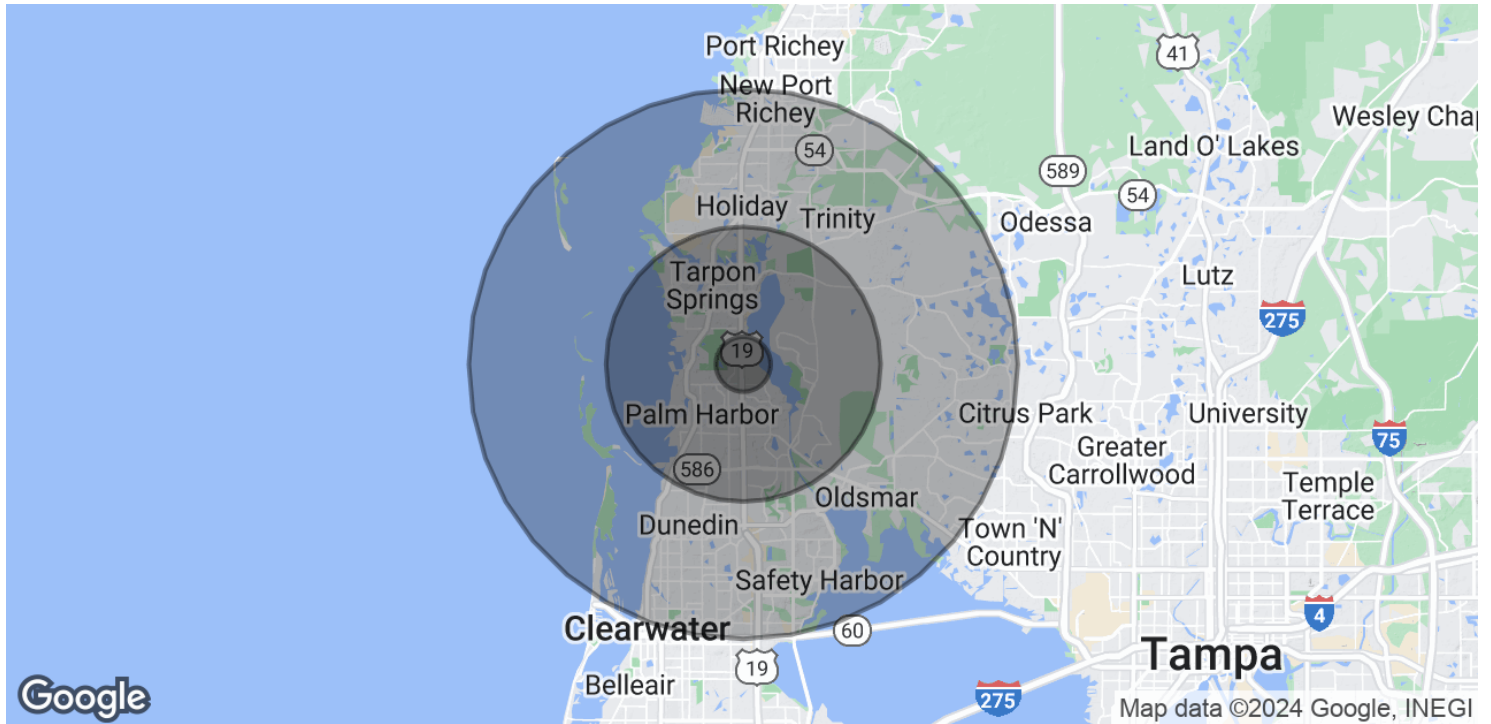 Port Richey
41
New Port
Richey
Wesley Chap
54
Land O' Lakes
589
54
Holiday
Trinity
Odessa
Tarpon
Springs
Lutz
275
19
Palm Harbor
Citrus Park
University
75
Greater
Carrollwood
586
Oldsmar
Temple
Terrace
Dunedin
Town 'N'
Country
Safety Harbor
4
Clearwater
60
Tampa
19
Belleair
275
Google
Map data ©2024 Google, INEGI